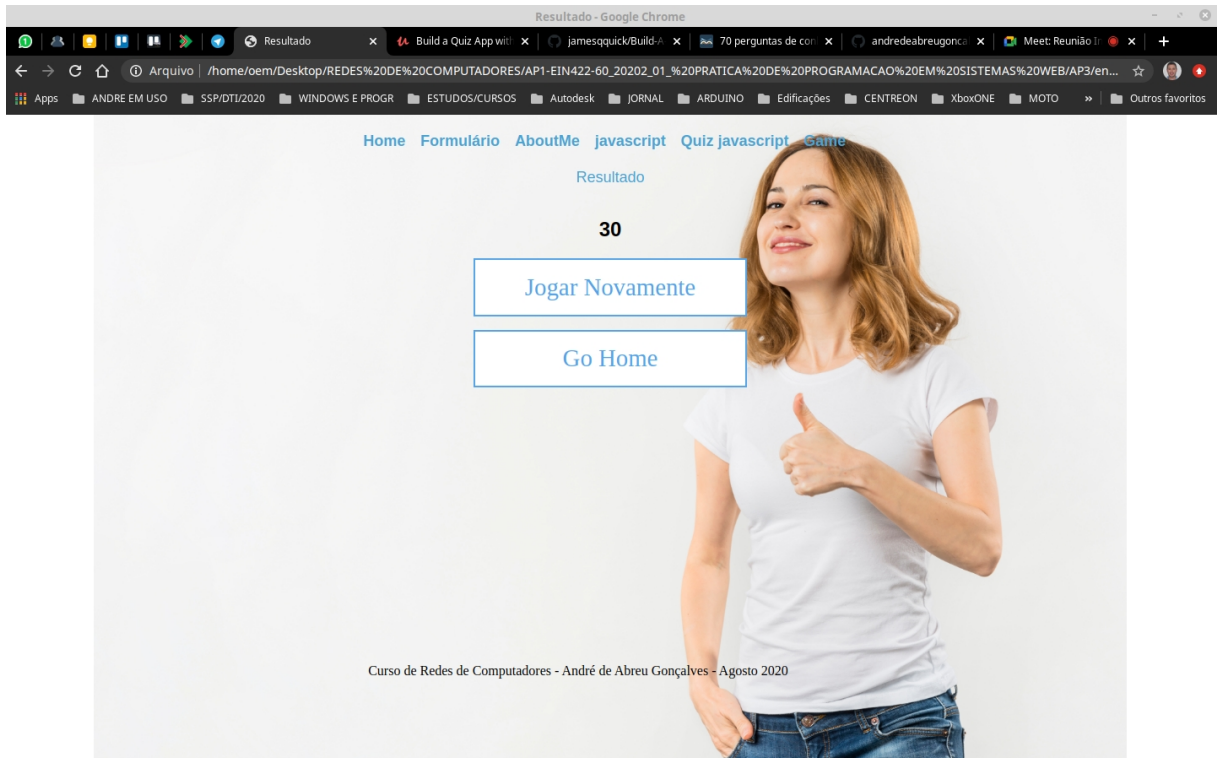 Resultado - Google Chrome
Resultado
Build a Quiz App with
jamesqquick/Build-A
70 perguntas de con
andredeabreugonca
Meet: Reunião Ir
Arquivo /home/oem/Desktop/REDES%20DE%20COMPUTADORES/AP1-EIN422-60_20202_01_%20PRATICA%20DE%20PROGRAMACAO%20EM%20SISTEMAS%20WEB/AP3/en...
Apps ANDRE EM USO SSP/DTI/2020 WINDOWS E PROGR ESTUDOS/CURSOS Autodesk JORNAL ARDUINO Edificações CENTREON XboxONE MOTO » Outros favoritos
Home Formulário AboutMe javascript Quiz javascript Game
Resultado
30
Jogar Novamente
Go Home
Curso de Redes de Computadores - André de Abreu Gonçalves - Agosto 2020